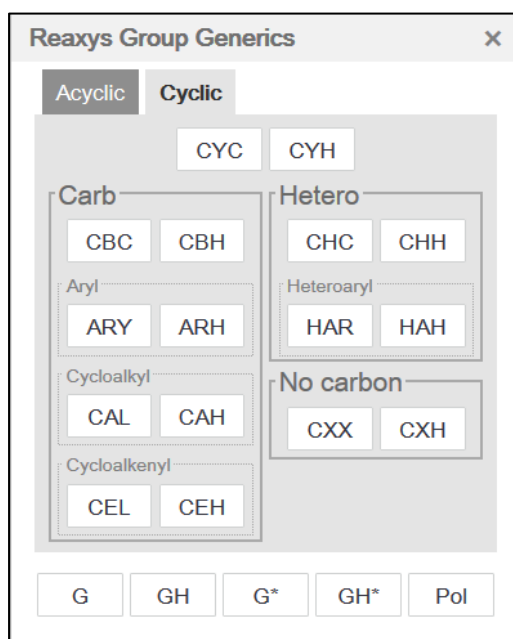 Reaxys Group Generics ×
Acyclic Cyclic
CYC CYH
Carb
CBC CBH
Aryl
ARY ARH
Cycloalkyl
CAL CAH
Cycloalkenyl
CEL CEH
Hetero
CHC CHH
Heteroaryl
HAR HAH
No carbon
CXX CXH
G GH G* GH* Pol